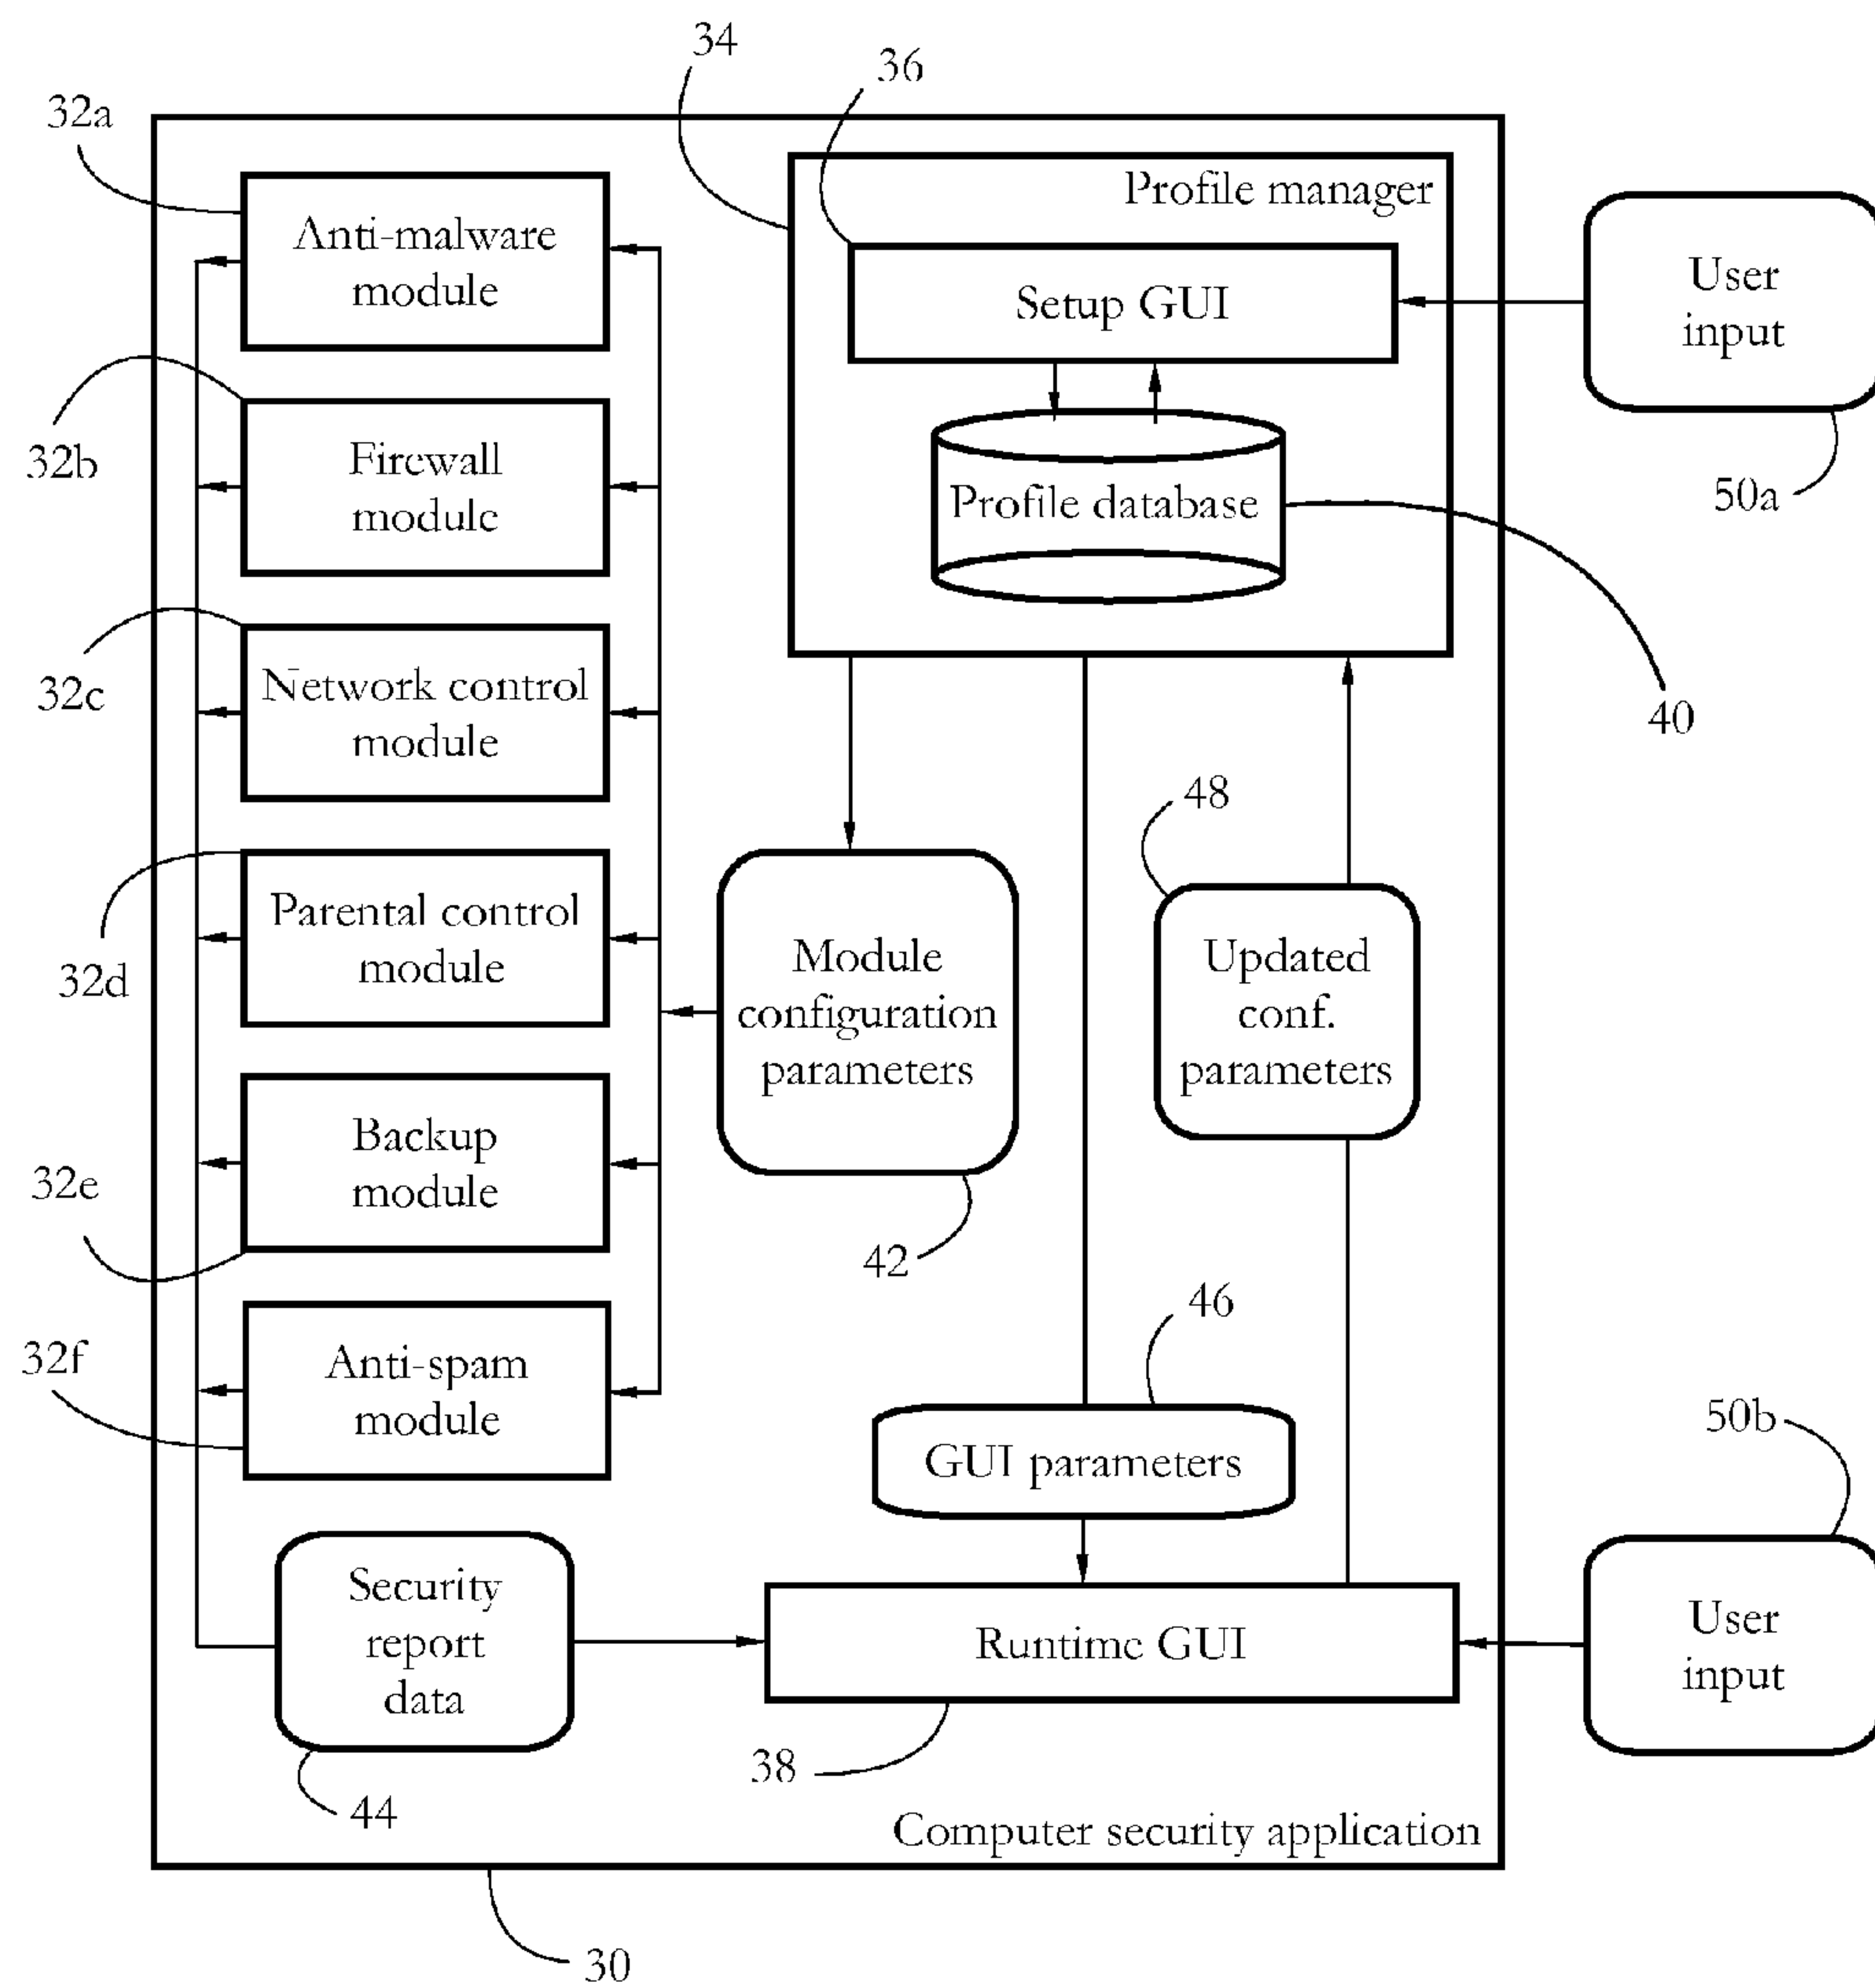 34
36
32a
Profile manager
Anti-malware
module
Setup GUI
User
input
32b
Firewall
module
Profile database
50a
32c
Network control
module
40
48
32d
Parental control
module
Module
configuration
parameters
Updated
conf.
parameters
32e
Backup
module
42
46
32f
Anti-spam
module
GUI parameters
50b
Security
report
data
Runtime GUI
User
input
38
44
Computer security application
30